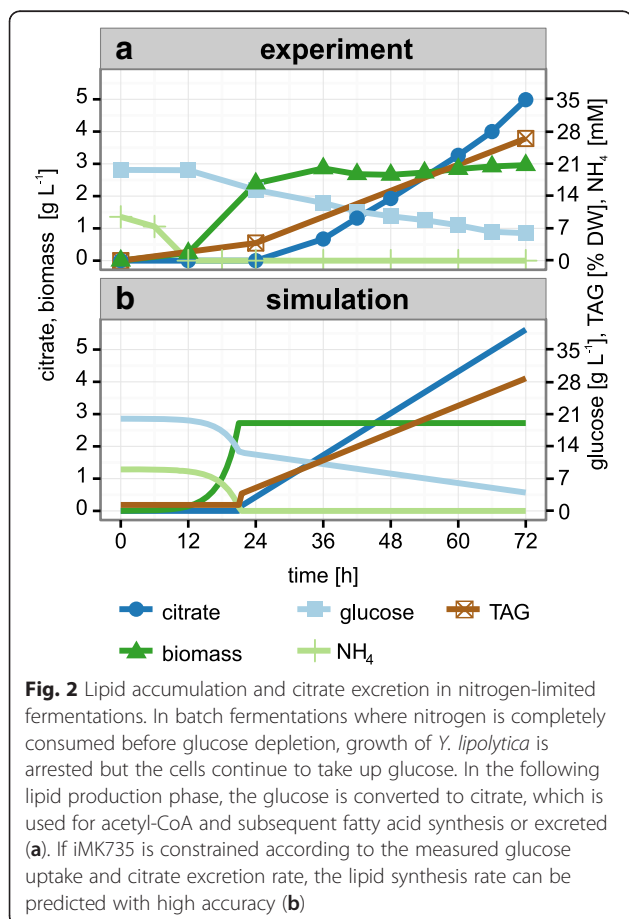 a experiment
5
4
3
2
1
0
35
28
21
14
7
0
b simulation
5
4
3
2
1
0
35
28
21
14
7
0
citrate, biomass [g L⁻¹]
glucose [g L⁻¹], TAG [% DW], NH₄ [mM]
0 12 24 36 48 60 72
time [h]
citrate glucose TAG
biomass NH₄
Fig. 2 Lipid accumulation and citrate excretion in nitrogen-limited
fermentations. In batch fermentations where nitrogen is completely
consumed before glucose depletion, growth of Y. lipolytica is
arrested but the cells continue to take up glucose. In the following
lipid production phase, the glucose is converted to citrate, which is
used for acetyl-CoA and subsequent fatty acid synthesis or excreted
(a). If iMK735 is constrained according to the measured glucose
uptake and citrate excretion rate, the lipid synthesis rate can be
predicted with high accuracy (b)